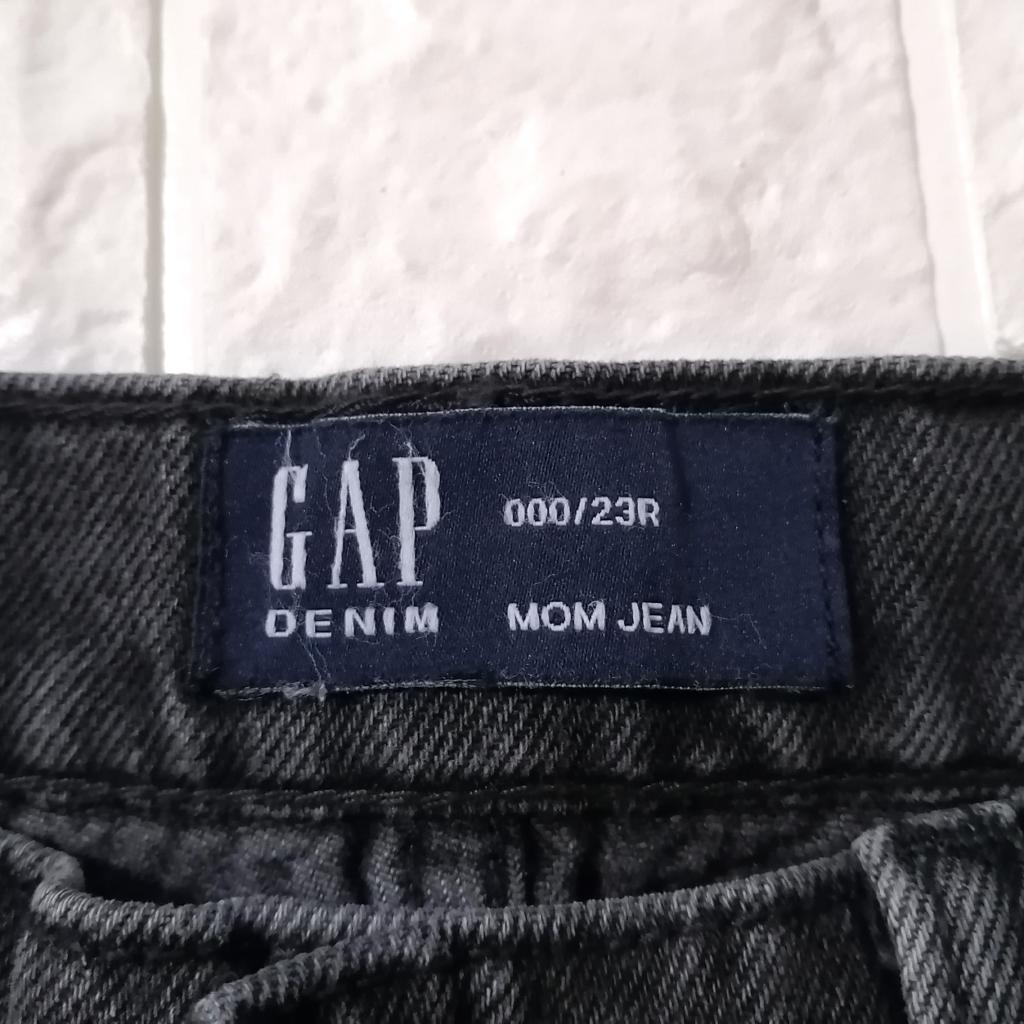 GAP
DENIM
000/23R
MOM JEAN